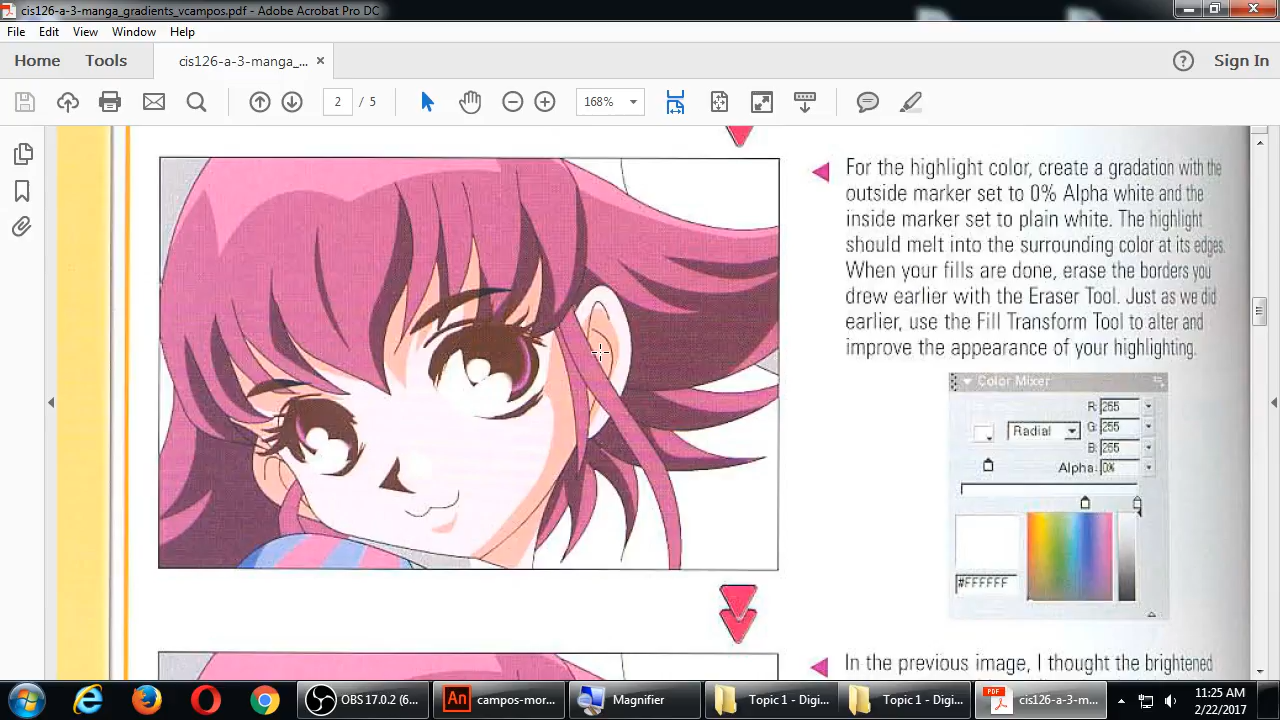 cis126-a-3-manga_gradients_vcampos.pdf - Adobe Acrobat Pro DC
File Edit View Window Help
Home Tools cis126-a-3-manga_... × Sign In
2 / 5 168%
For the highlight color, create a gradation with the
outside marker set to 0% Alpha white and the
inside marker set to plain white. The highlight
should melt into the surrounding color at its edges.
When your fills are done, erase the borders you
drew earlier with the Eraser Tool. Just as we did
earlier, use the Fill Transform Tool to alter and
improve the appearance of your highlighting.
Color Mixer
R: 255
Radial G: 255
B: 255
Alpha: 0%
#FFFFFF
In the previous image, I thought the brightened
OBS 17.0.2 (6... An campos-mor... Magnifier Topic 1 - Digi... Topic 1 - Digi... PDF cis126-a-3-ma... 11:25 AM
2/22/2017